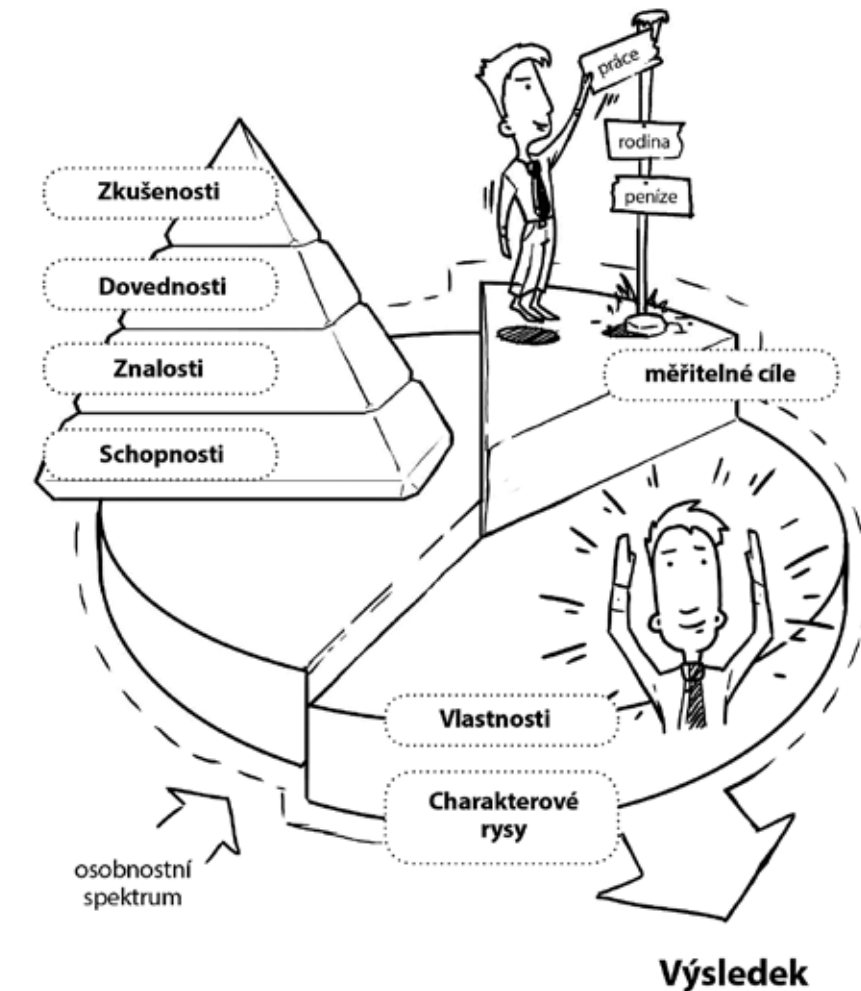 práce
rodina
peníze
Zkušenosti
Dovednosti
Znalosti
Schopnosti
měřitelné cíle
Vlastnosti
Charakterové
rysy
osobnostní
spektrum
Výsledek